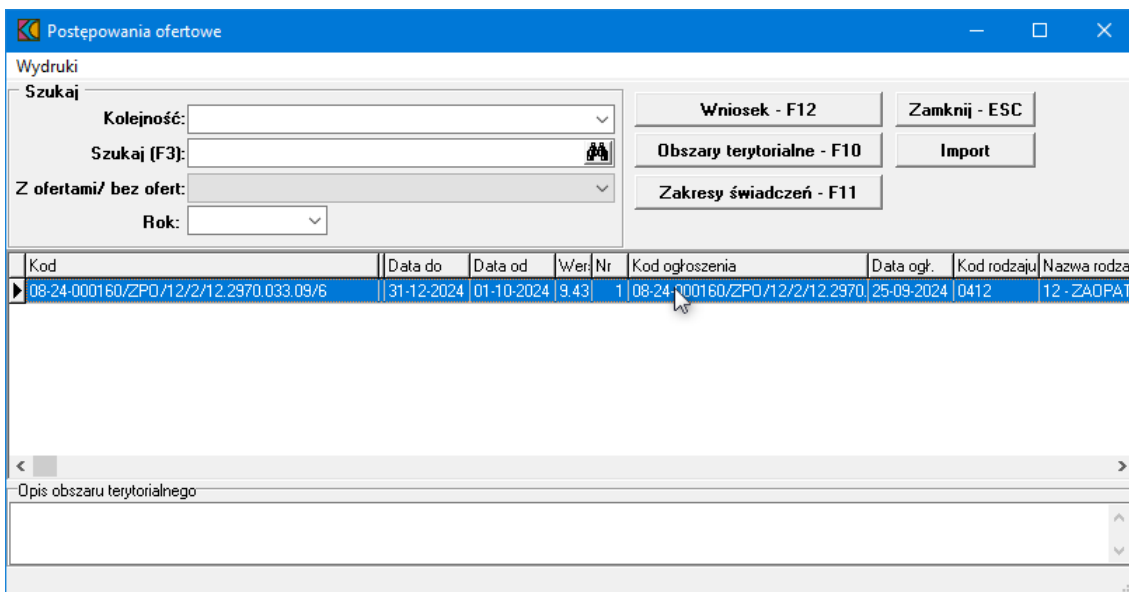 Postępowania ofertowe
Wydruki
Szukaj
Kolejność:
Szukaj (F3):
Z ofertami/ bez ofert:
Rok:
Wniosek - F12
Zamknij - ESC
Obszary terytorialne - F10
Import
Zakresy świadczeń - F11
Kod Data do Data od Wer: Nr Kod ogłoszenia Data ogł. Kod rodzaju Nazwa rodza
08-24-000160/ZPO/12/2/12.2970.033.09/6 31-12-2024 01-10-2024 9.43 1 08-24-000160/ZPO/12/2/12.2970. 25-09-2024 0412 12 - ZAOPAT
Opis obszaru terytorialnego